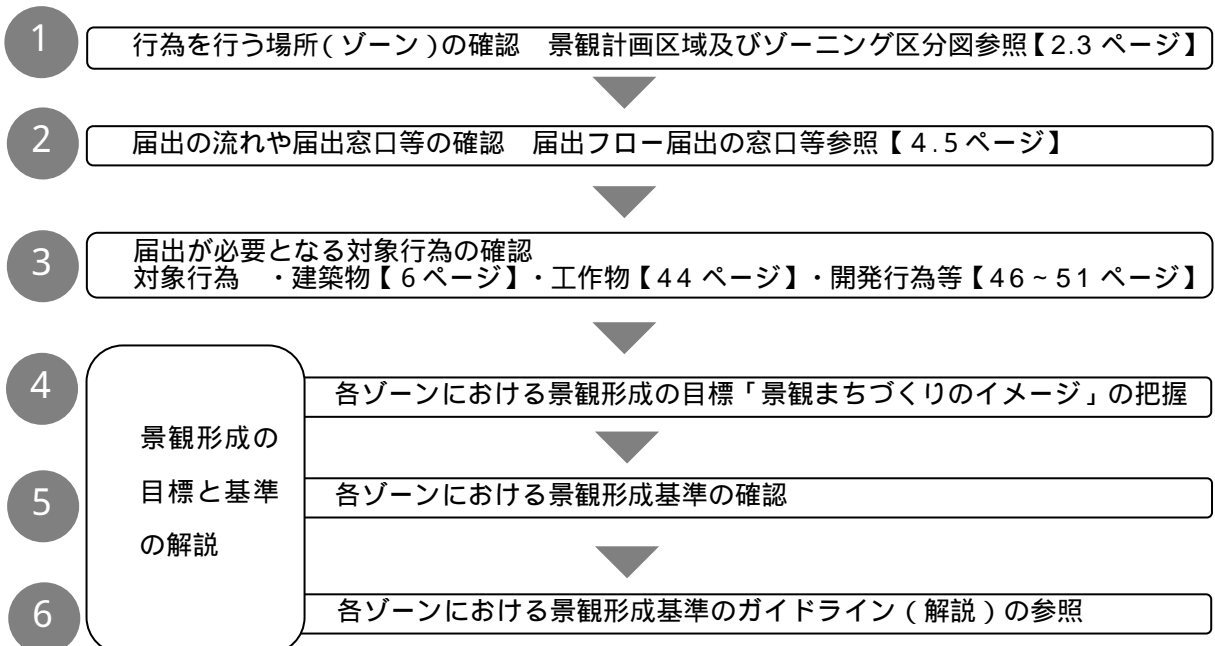 1
行為を行う場所(ゾーン)の確認　景観計画区域及びゾーニング区分図参照【2.3 ページ】
2
届出の流れや届出窓口等の確認　届出フロー届出の窓口等参照【4.5ページ】
3
届出が必要となる対象行為の確認
対象行為　・建築物【6ページ】・工作物【44 ページ】・開発行為等【46~51 ページ】
景観形成の
目標と基準
の解説
4
各ゾーンにおける景観形成の目標「景観まちづくりのイメージ」の把握
5
各ゾーンにおける景観形成基準の確認
6
各ゾーンにおける景観形成基準のガイドライン(解説)の参照